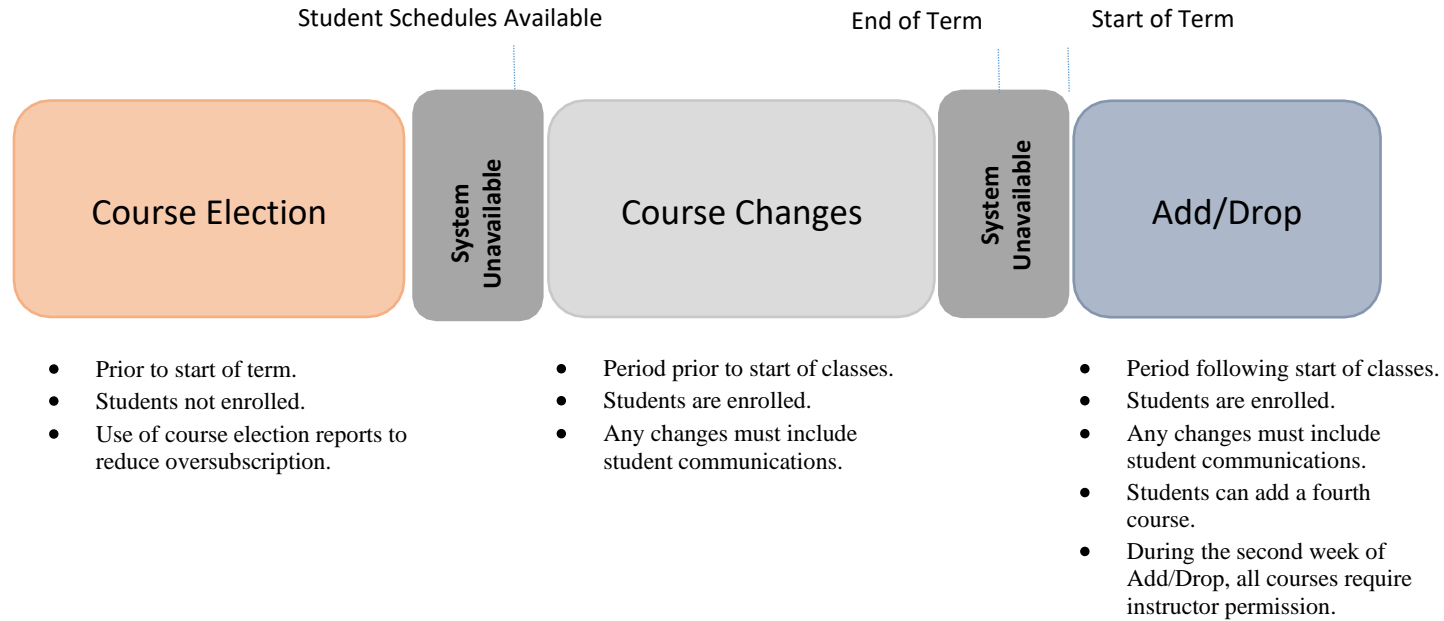 Student Schedules Available
End of Term
Start of Term
Course Election
System
Unavailable
Course Changes
System
Unavailable
Add/Drop
• Prior to start of term.
• Students not enrolled.
• Use of course election reports to
reduce oversubscription.
• Period prior to start of classes.
• Students are enrolled.
• Any changes must include
student communications.
• Period following start of classes.
• Students are enrolled.
• Any changes must include
student communications.
• Students can add a fourth
course.
• During the second week of
Add/Drop, all courses require
instructor permission.